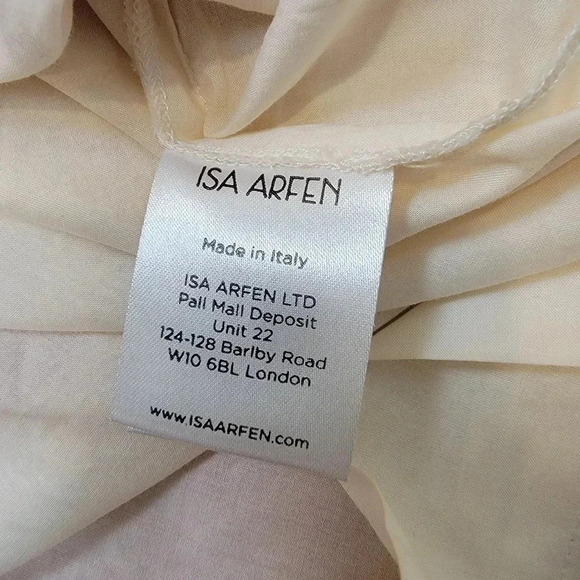 ISA ARFEN
Made in Italy
ISA ARFEN LTD
Pall Mall Deposit
Unit 22
124-128 Barlby Road
W10 6BL London
www.ISAARFEN.com